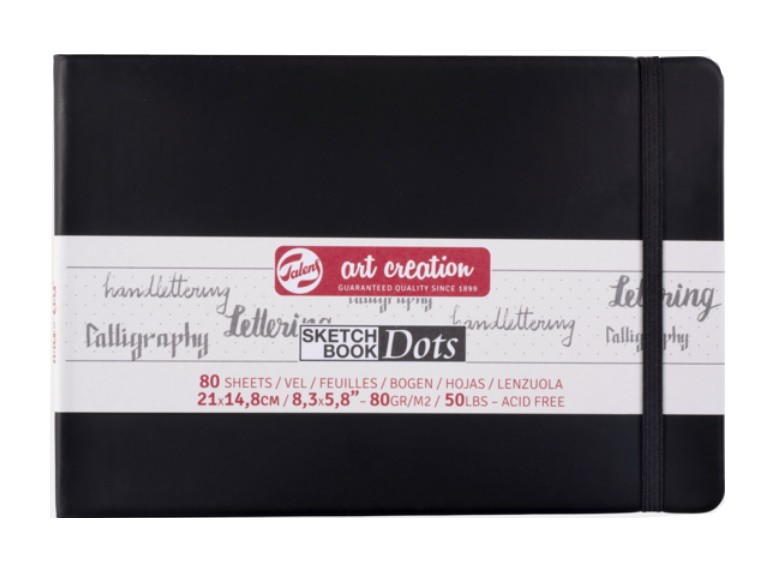 Talens
art creation
GUARANTEED QUALITY SINCE 1899
handlettering
Calligraphy
Lettering
Calligraphy
handlettering
Lettering
Calligraphy
SKETCH
BOOK
Dots
80 SHEETS / VEL / FEUILLES / BOGEN / HOJAS / LENZUOLA
21x14,8CM / 8,3x5,8” – 80GR/M2 / 50LBS – ACID FREE